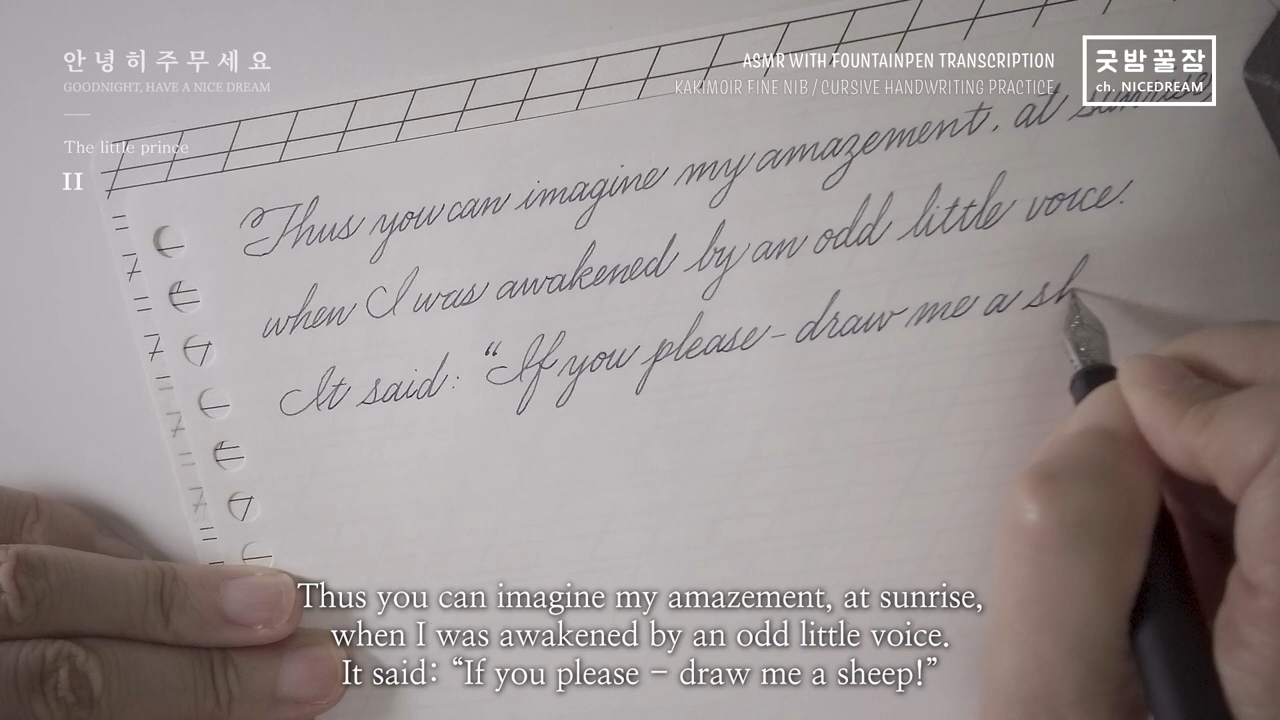 안녕히주무세요
GOODNIGHT, HAVE A NICE DREAM
The little prince
II
ASMR WITH FOUNTAINPEN TRANSCRIPTION
KAKIMOIR FINE NIB / CURSIVE HANDWRITING PRACTICE
굿밤꿀잠
ch. NICEDREAM
Thus you can imagine my amazement, at sunrise,
when I was awakened by an odd little voice.
It said: “If you please - draw me a sh
Thus you can imagine my amazement, at sunrise,
when I was awakened by an odd little voice.
It said: “If you please – draw me a sheep!”